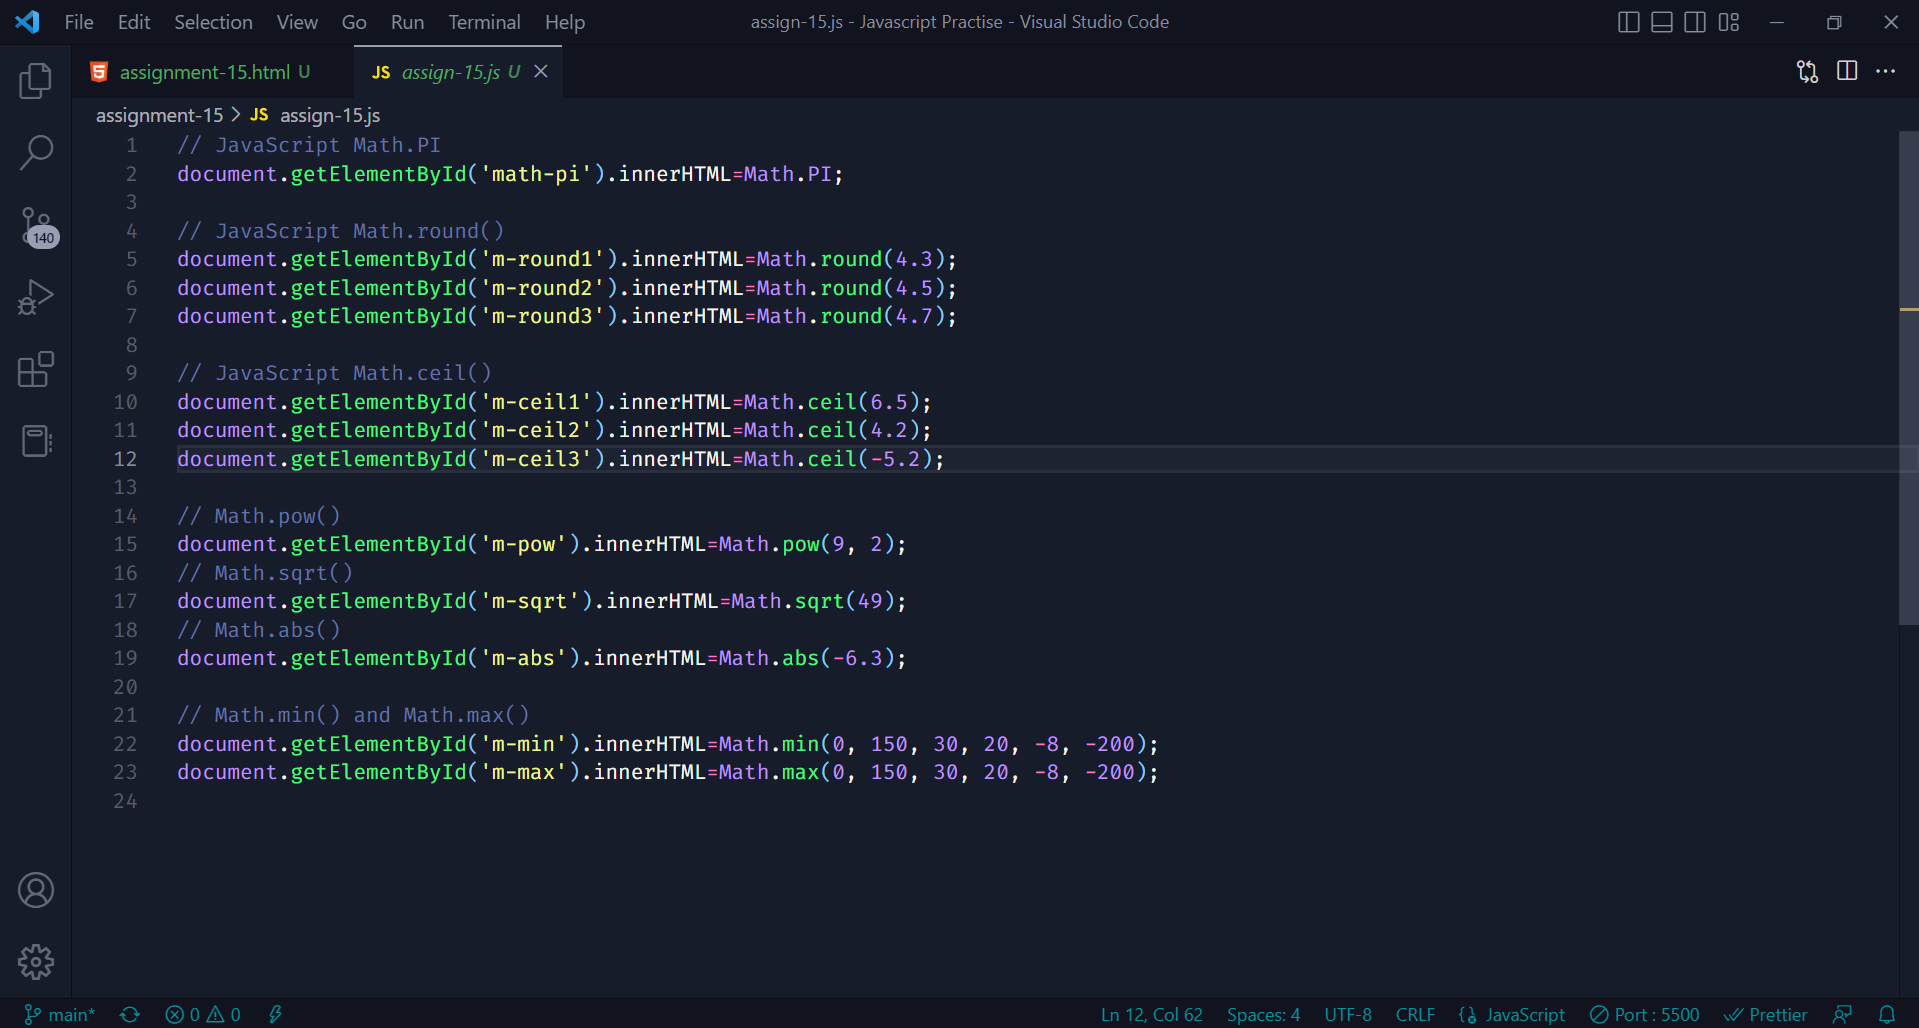 File Edit Selection View Go Run Terminal Help assign-15.js - Javascript Practise - Visual Studio Code
assignment-15.html U JS assign-15.js U
assignment-15 > JS assign-15.js
1 // JavaScript Math.PI
2 document.getElementById('math-pi').innerHTML=Math.PI;
3
4 // JavaScript Math.round()
5 document.getElementById('m-round1').innerHTML=Math.round(4.3);
6 document.getElementById('m-round2').innerHTML=Math.round(4.5);
7 document.getElementById('m-round3').innerHTML=Math.round(4.7);
8
9 // JavaScript Math.ceil()
10 document.getElementById('m-ceil1').innerHTML=Math.ceil(6.5);
11 document.getElementById('m-ceil2').innerHTML=Math.ceil(4.2);
12 document.getElementById('m-ceil3').innerHTML=Math.ceil(-5.2);
13
14 // Math.pow()
15 document.getElementById('m-pow').innerHTML=Math.pow(9, 2);
16 // Math.sqrt()
17 document.getElementById('m-sqrt').innerHTML=Math.sqrt(49);
18 // Math.abs()
19 document.getElementById('m-abs').innerHTML=Math.abs(-6.3);
20
21 // Math.min() and Math.max()
22 document.getElementById('m-min').innerHTML=Math.min(0, 150, 30, 20, -8, -200);
23 document.getElementById('m-max').innerHTML=Math.max(0, 150, 30, 20, -8, -200);
24
140
main* 0 0 Ln 12, Col 62 Spaces: 4 UTF-8 CRLF JavaScript Port : 5500 Prettier